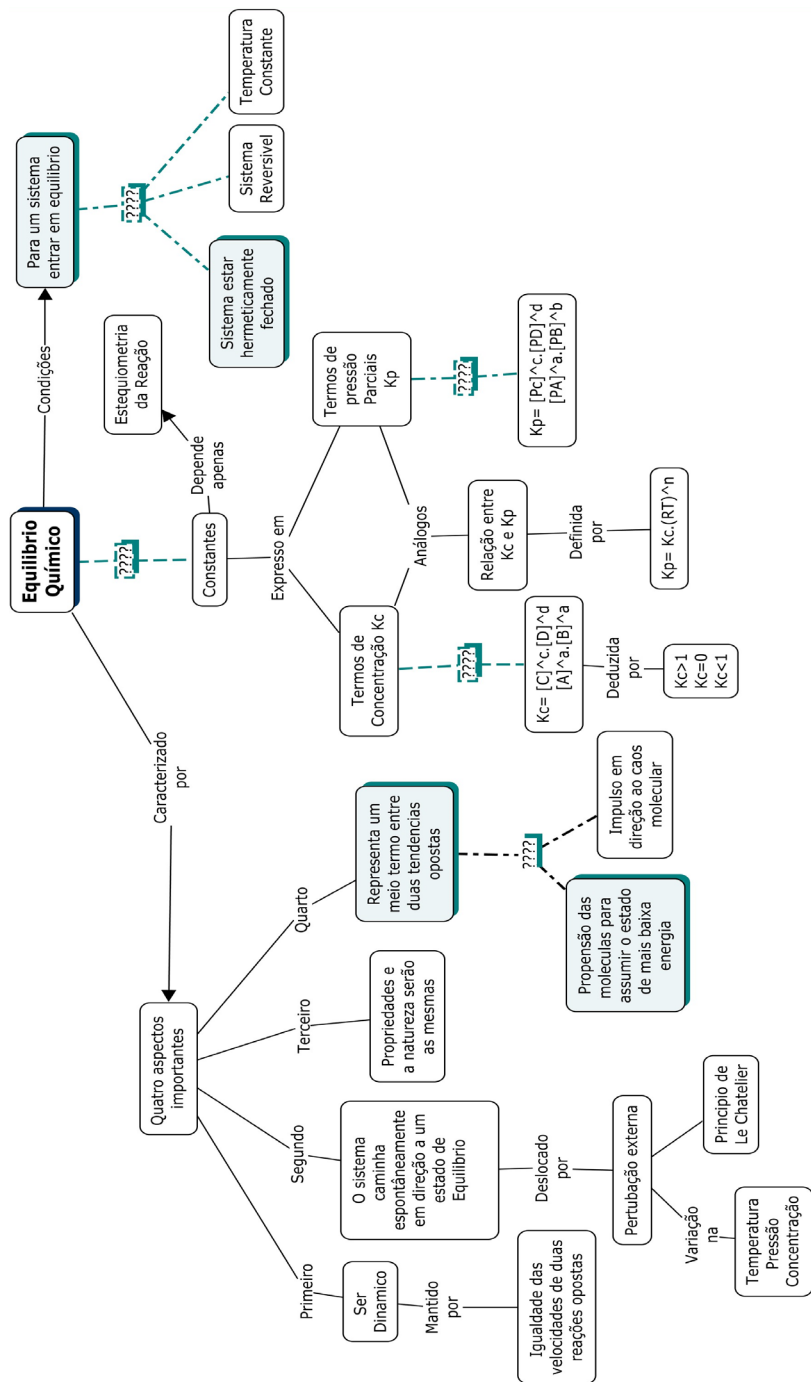 Equilibrio
Químico
Caracterizado
por
????
Condições
Quatro aspectos
importantes
Constantes
Depende
apenas
Estequiometria
da Reação
Para um sistema
entrar em equilibrio
????
Sistema estar
hermeticamente
fechado
Sistema
Reversivel
Temperatura
Constante
Primeiro
Segundo
Terceiro
Quarto
Expresso em
Ser
Dinamico
O sistema
caminha
espontâneamente
em direção a um
estado de
Equilibrio
Propriedades e
a natureza serão
as mesmas
Representa um
meio termo entre
duas tendencias
opostas
Termos de
Concentração Kc
Termos de
pressão
Parciais
Kp
Mantido
por
Deslocado
por
????
????
Análogos
????
Igualdade das
velocidades de duas
reações opostas
Pertubação externa
Propensão das
moleculas para
assumir o estado
de mais baixa
energia
Impulso em
direção ao caos
molecular
Kc= [C]^c.[D]^d
[A]^a.[B]^a
Relação entre
Kc e Kp
Kp= [Pc]^c.[PD]^d
[PA]^a.[PB]^b
Variação
na
Deduzida
por
Definida
por
Temperatura
Pressão
Concentração
Principio de
Le Chatelier
Kc>1
Kc=0
Kc<1
Kp= Kc.(RT)^n